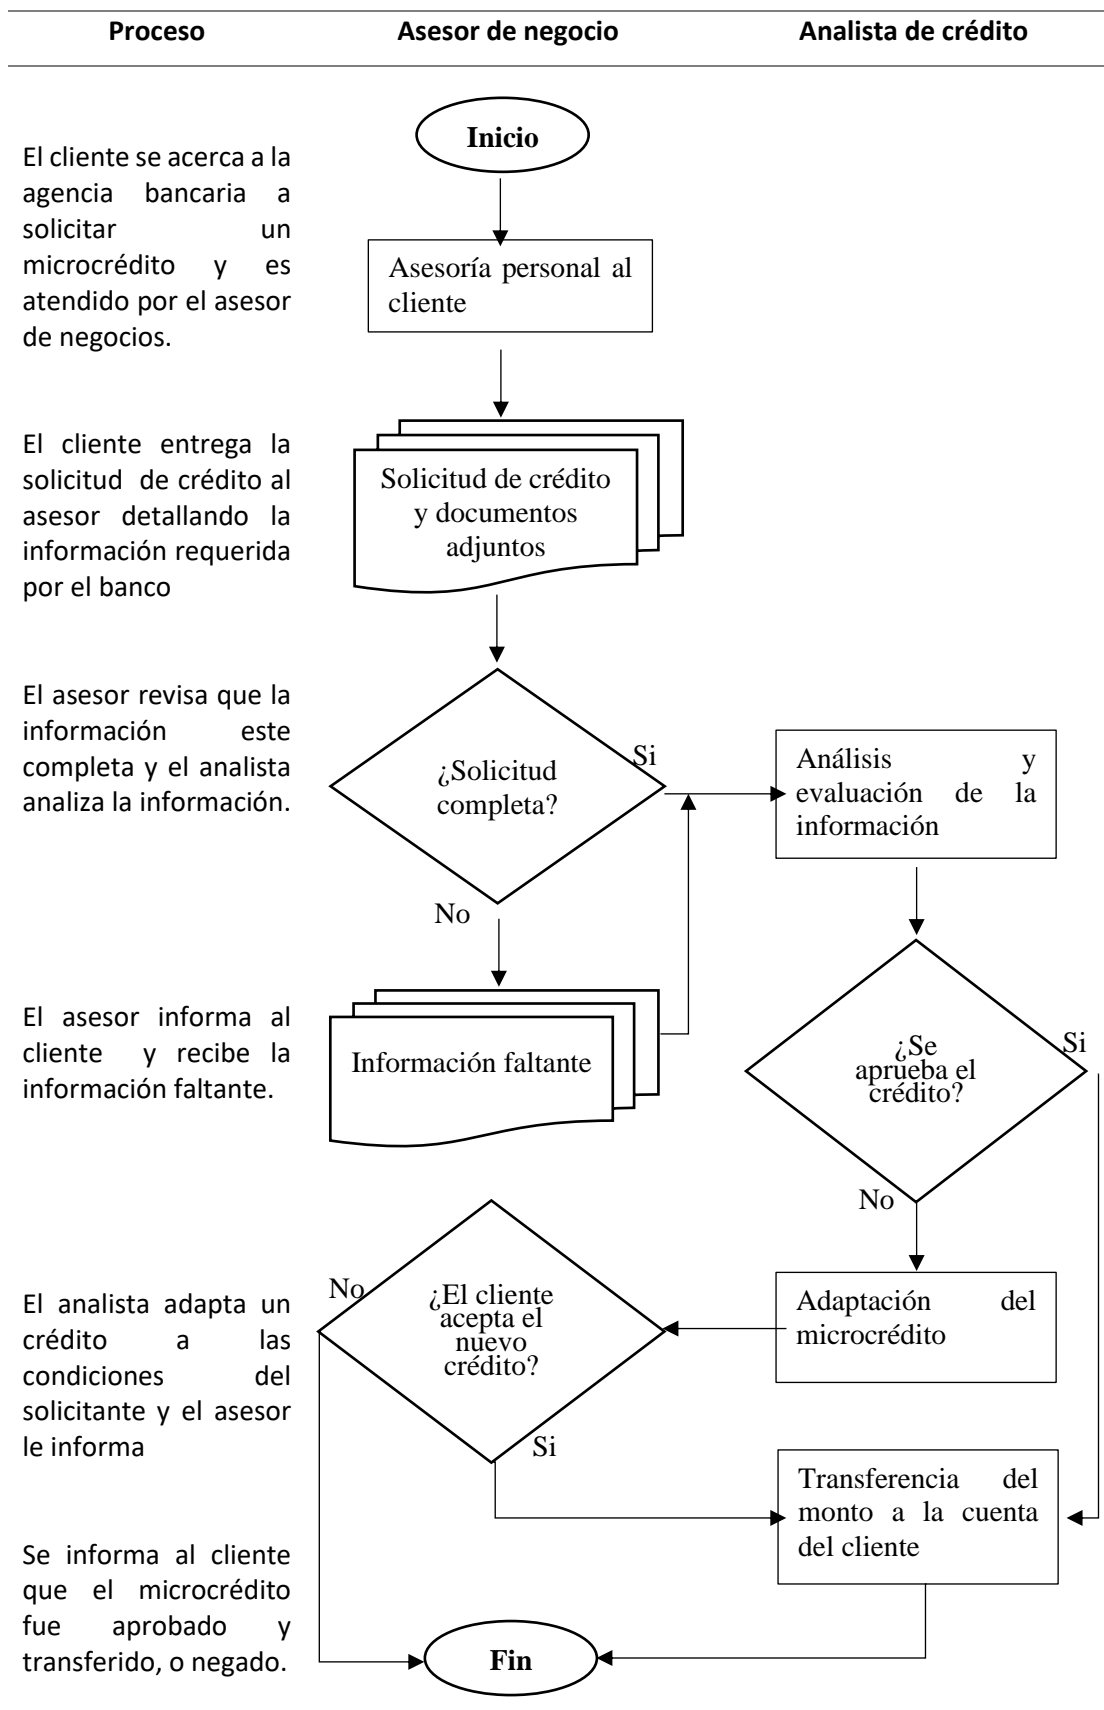 Proceso Asesor de negocio Analista de crédito
Inicio
El cliente se acerca a la
agencia bancaria a
solicitar un
microcrédito y es
atendido por el asesor
de negocios.
Asesoría personal al
cliente
El cliente entrega la
solicitud de crédito al
asesor detallando la
información requerida
por el banco
Solicitud de crédito
y documentos
adjuntos
El asesor revisa que la
información este
completa y el analista
analiza la información.
¿Solicitud
completa?
Si
No
Análisis y
evaluación de la
información
El asesor informa al
cliente y recibe la
información faltante.
Información faltante
¿Se
aprueba el
crédito?
Si
No
El analista adapta un
crédito a las
condiciones del
solicitante y el asesor
le informa
No
¿El cliente
acepta el
nuevo
crédito?
Si
Adaptación del
microcrédito
Transferencia del
monto a la cuenta
del cliente
Se informa al cliente
que el microcrédito
fue aprobado y
transferido, o negado.
Fin